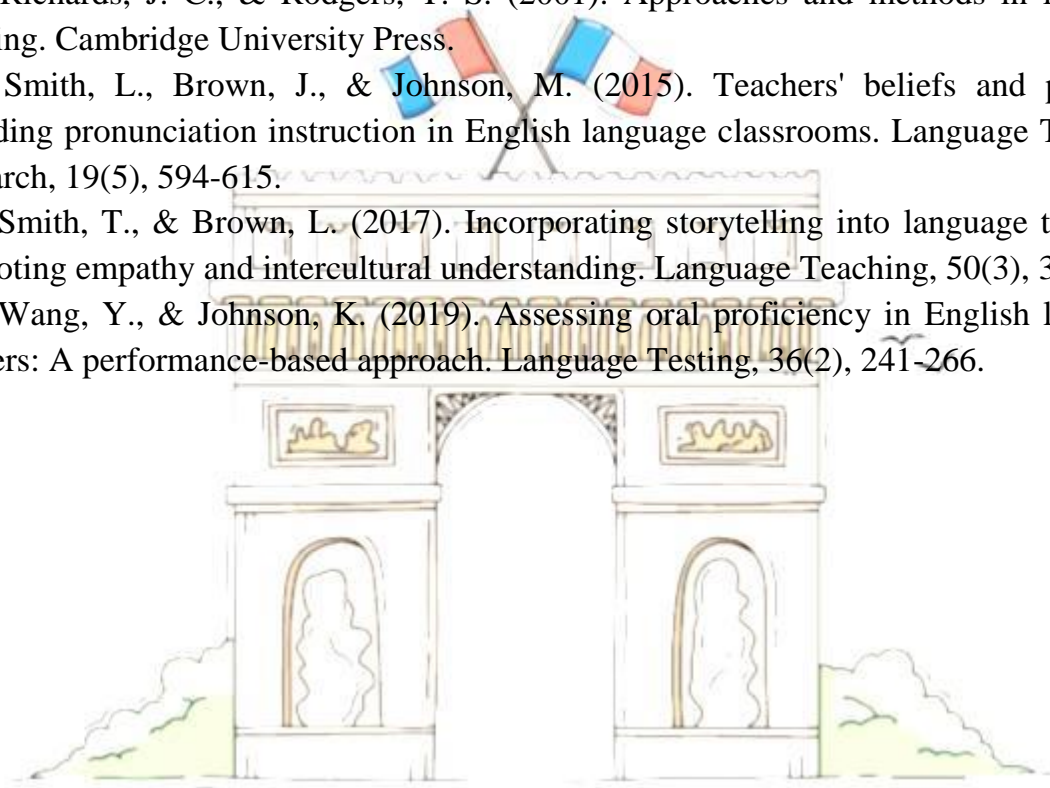 Richards, J. C., & Rodgers, T. S. (2001). Approaches and methods in
ing. Cambridge University Press.
Smith, L., Brown, J., & Johnson, M. (2015). Teachers' beliefs and
ding pronunciation instruction in English language classrooms. Language
arch, 19(5), 594-615.
Smith, T., & Brown, L. (2017). Incorporating storytelling into language
oting empathy and intercultural understanding. Language Teaching, 50(3),
Wang, Y., & Johnson, K. (2019). Assessing oral proficiency in English
ers: A performance-based approach. Language Testing, 36(2), 241-266.